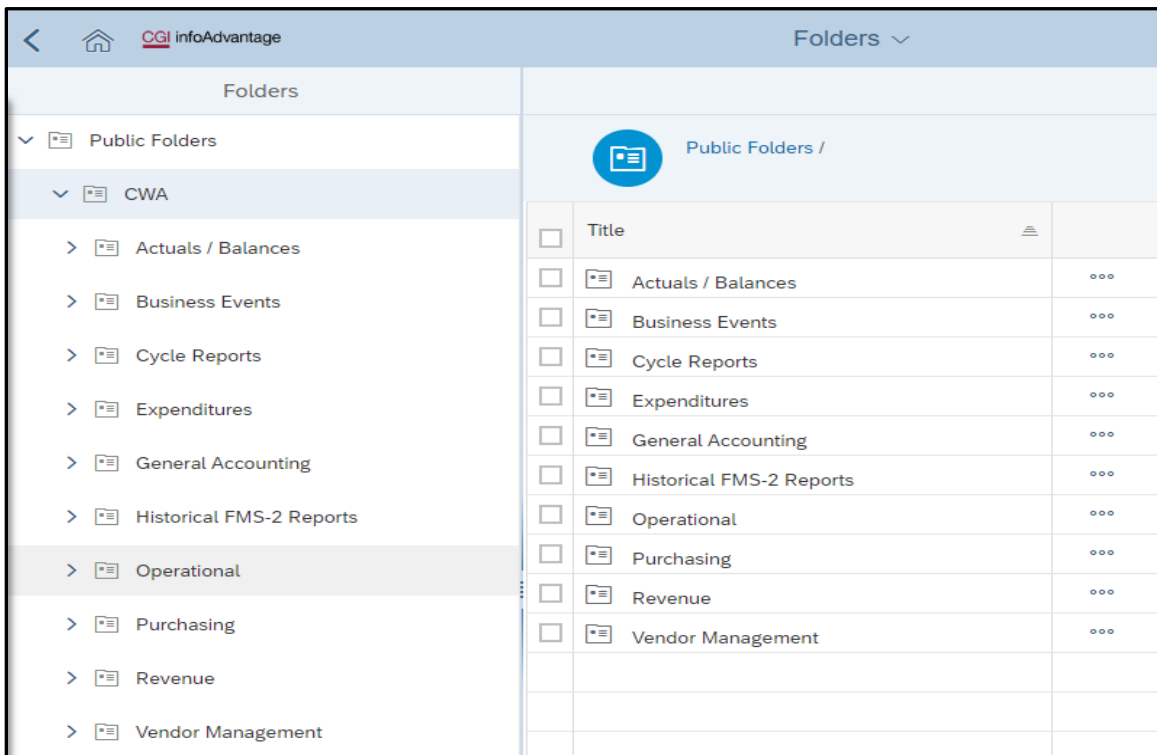 CGI infoAdvantage
Folders
Folders
Public Folders
CWA
Actuals / Balances
Business Events
Cycle Reports
Expenditures
General Accounting
Historical FMS-2 Reports
Operational
Purchasing
Revenue
Vendor Management
Public Folders /
Title
Actuals / Balances
Business Events
Cycle Reports
Expenditures
General Accounting
Historical FMS-2 Reports
Operational
Purchasing
Revenue
Vendor Management